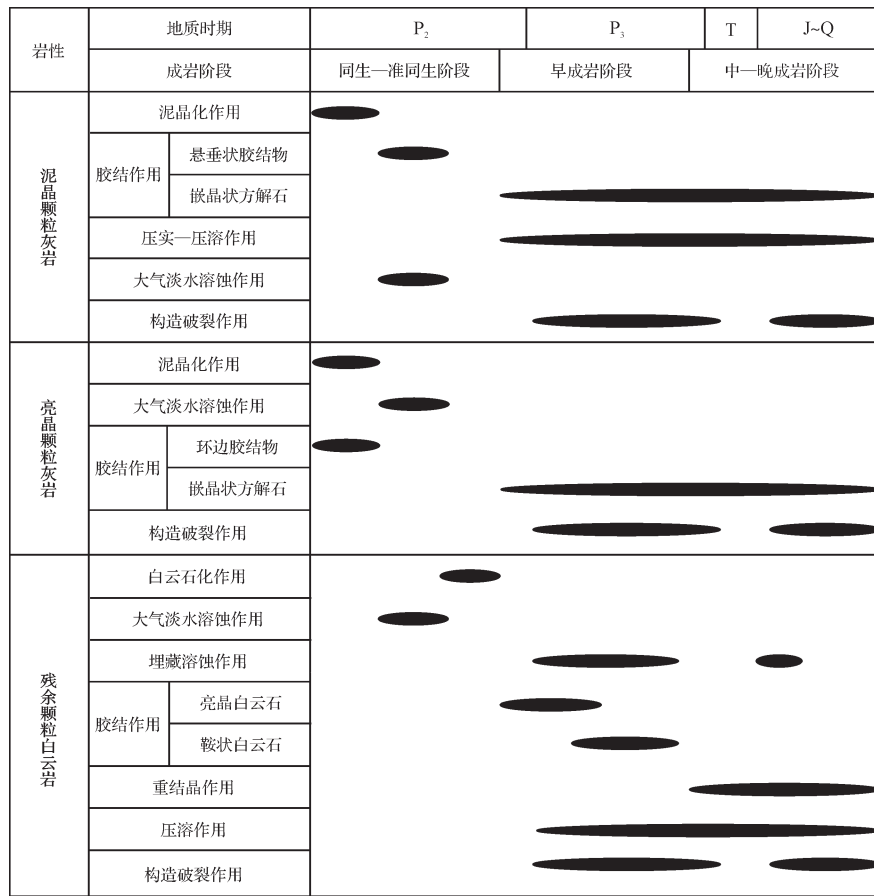 岩性 地质时期 P₂ P₃ T J~Q
成岩阶段 同生—准同生阶段 早成岩阶段 中—晚成岩阶段
泥晶颗粒灰岩
泥晶化作用
胶结作用
悬垂状胶结物
嵌晶状方解石
压实—压溶作用
大气淡水溶蚀作用
构造破裂作用
亮晶颗粒灰岩
泥晶化作用
大气淡水溶蚀作用
胶结作用
环边胶结物
嵌晶状方解石
构造破裂作用
残余颗粒白云岩
白云石化作用
大气淡水溶蚀作用
埋藏溶蚀作用
胶结作用
亮晶白云石
鞍状白云石
重结晶作用
压溶作用
构造破裂作用